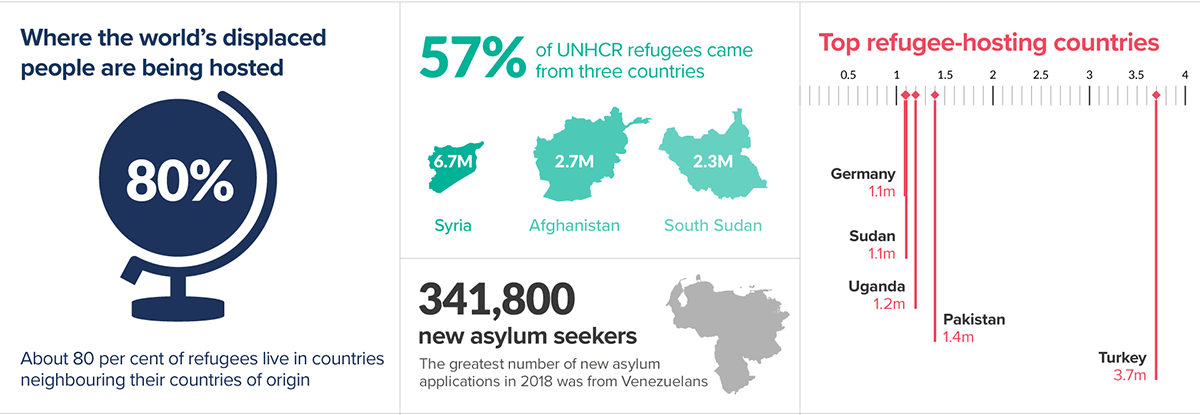 Where the world's displaced
people are being hosted
80%
About 80 per cent of refugees live in countries
neighbouring their countries of origin
57%
of UNHCR refugees came
from three countries
6.7M
2.7M
2.3M
Syria
Afghanistan
South Sudan
341,800
new asylum seekers
The greatest number of new asylum
applications in 2018 was from Venezuelans
Top refugee-hosting countries
0.5 1 1.5 2 2.5 3 3.5 4
Germany
1.1m
Sudan
1.1m
Uganda
1.2m
Pakistan
1.4m
Turkey
3.7m